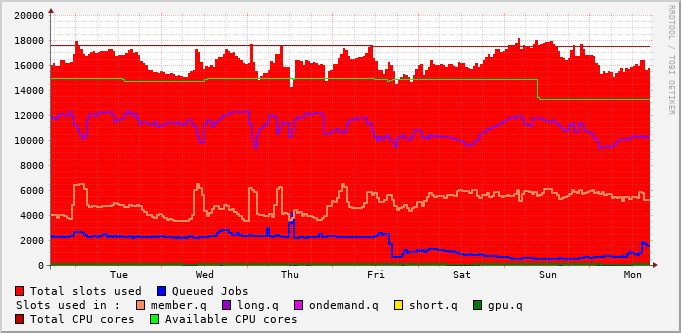 20000
18000
16000
14000
12000
10000
8000
6000
4000
2000
0
Tue Wed Thu Fri Sat Sun Mon
RRDTOOL / TOBI OETIKER
Total slots used Queued Jobs
Slots used in : member.q long.q ondemand.q short.q gpu.q
Total CPU cores Available CPU cores